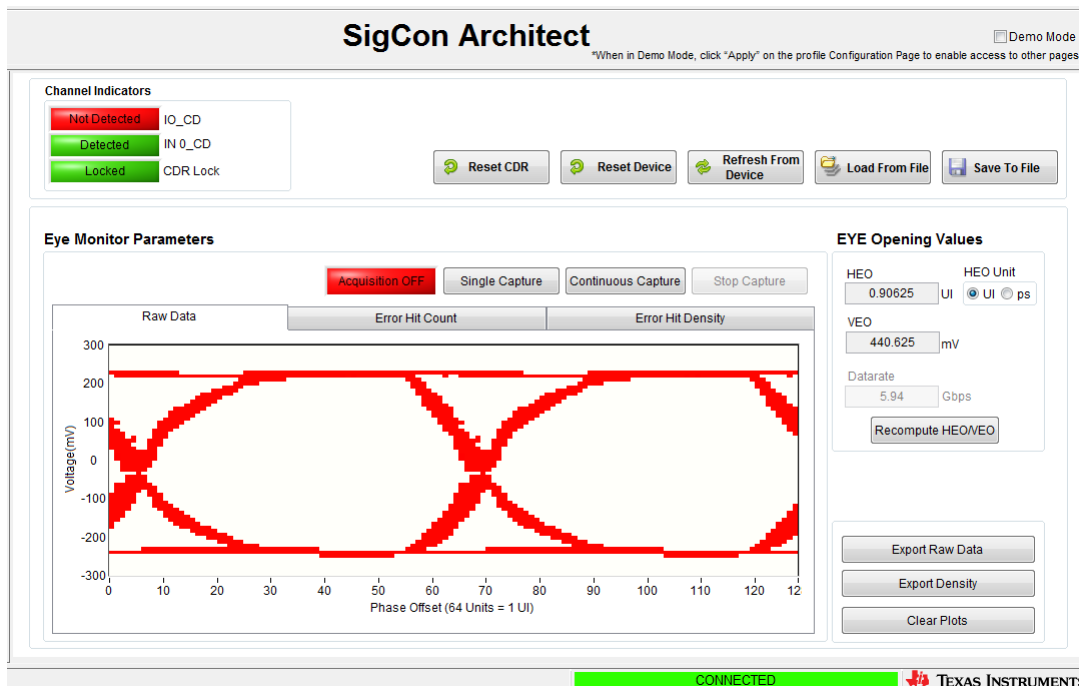 SigCon Architect
Demo Mode
*When in Demo Mode, click "Apply" on the profile Configuration Page to enable access to other pages
Channel Indicators
Not Detected IO_CD
Detected IN 0_CD
Locked CDR Lock
Reset CDR
Reset Device
Refresh From
Device
Load From File
Save To File
Eye Monitor Parameters
Acquisition OFF
Single Capture
Continuous Capture
Stop Capture
Raw Data
Error Hit Count
Error Hit Density
300
200
100
0
-100
-200
-300
Voltage(mV)
0 10 20 30 40 50 60 70 80 90 100 110 120 12
Phase Offset (64 Units = 1 UI)
EYE Opening Values
HEO
HEO Unit
0.90625 UI
UI ps
VEO
440.625 mV
Datarate
5.94 Gbps
Recompute HEO/VEO
Export Raw Data
Export Density
Clear Plots
CONNECTED
TEXAS INSTRUMENTS